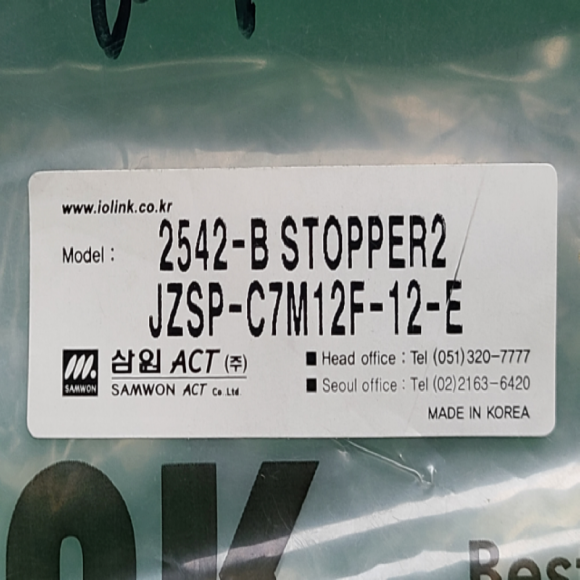 www.iolink.co.kr
Model : 2542-B STOPPER2
JZSP-C7M12F-12-E
SAMWON
삼원 ACT (주)
SAMWON ACT Co.Ltd.
■ Head office : Tel (051)320-7777
■ Seoul office : Tel (02)2163-6420
MADE IN KOREA
OK